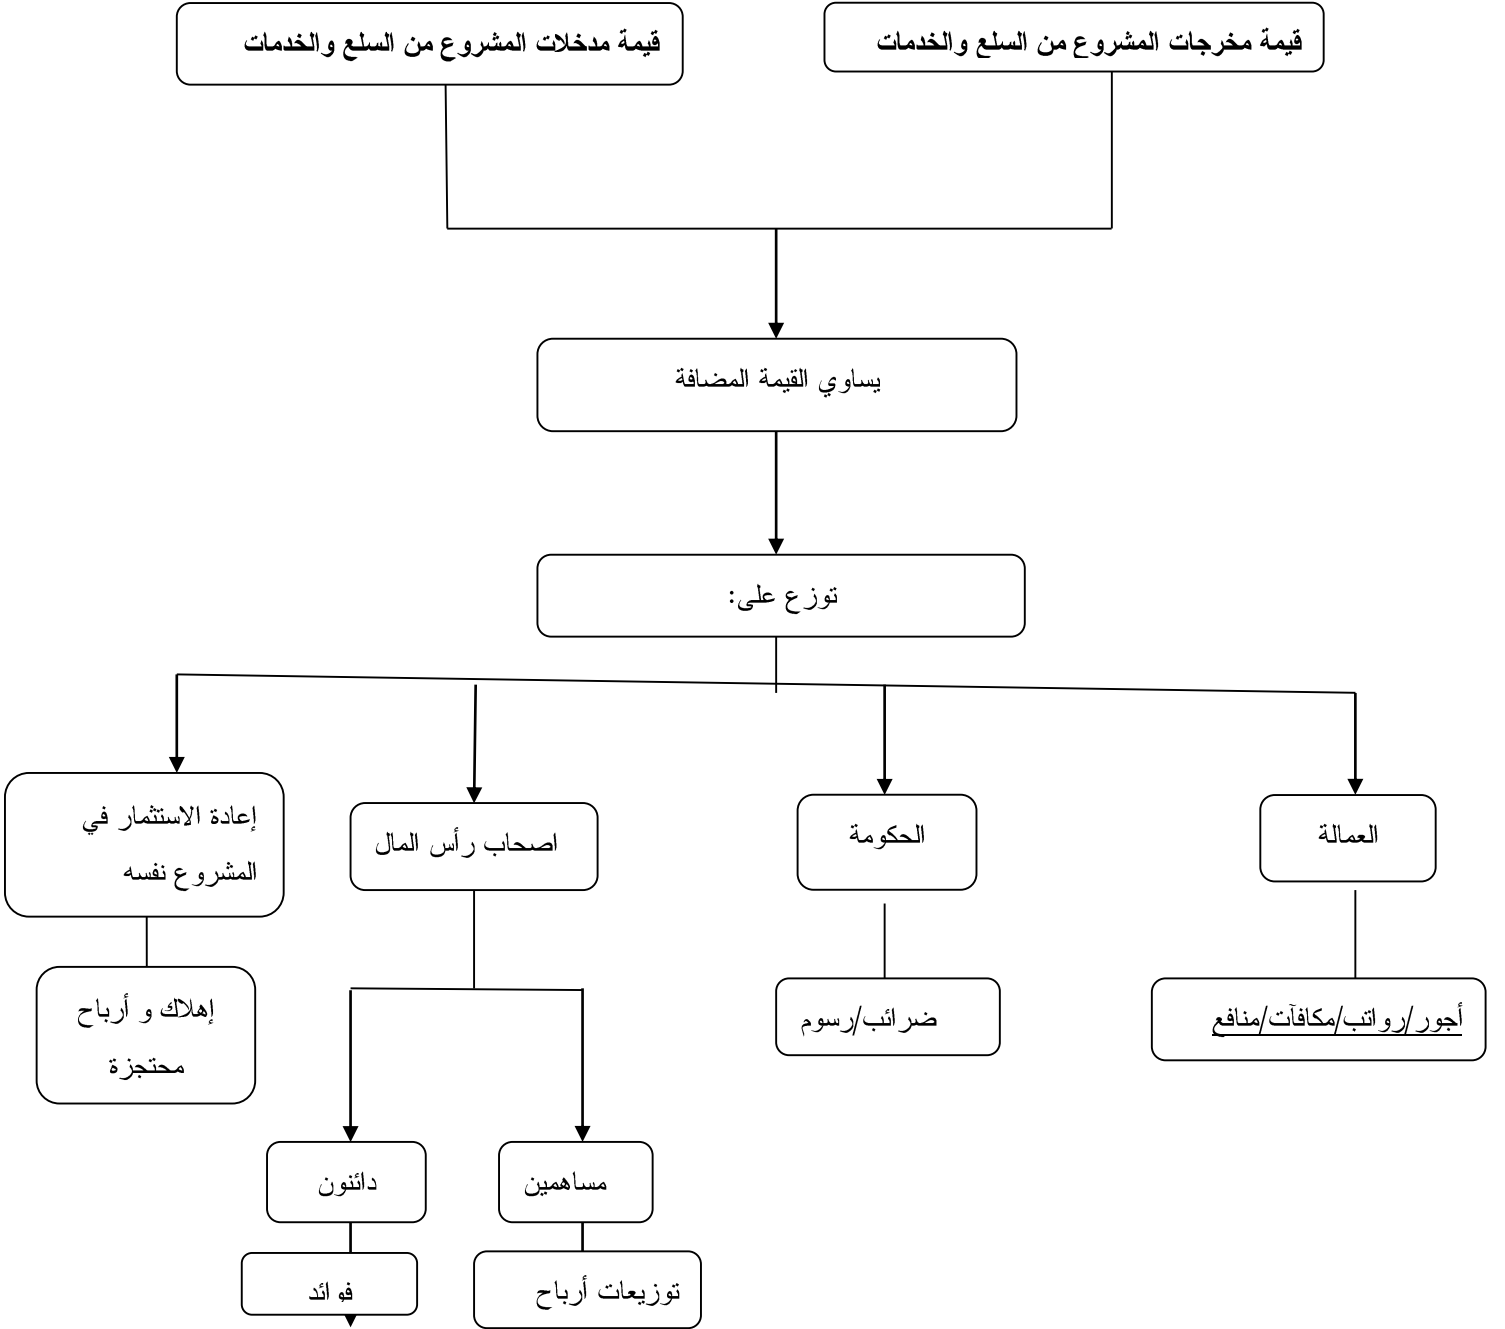 قيمة مخرجات المشروع من السلع والخدمات
قيمة مدخلات المشروع من السلع والخدمات
يساوي القيمة المضافة
توزع على:
العمالة
الحكومة
اصحاب رأس المال
إعادة الاستثمار في
المشروع نفسه
أجور/رواتب/مكافآت/منافع
ضرائب/رسوم
إهلاك و أرباح
محتجزة
مساهمين
دائنون
توزيعات أرباح
فوائد